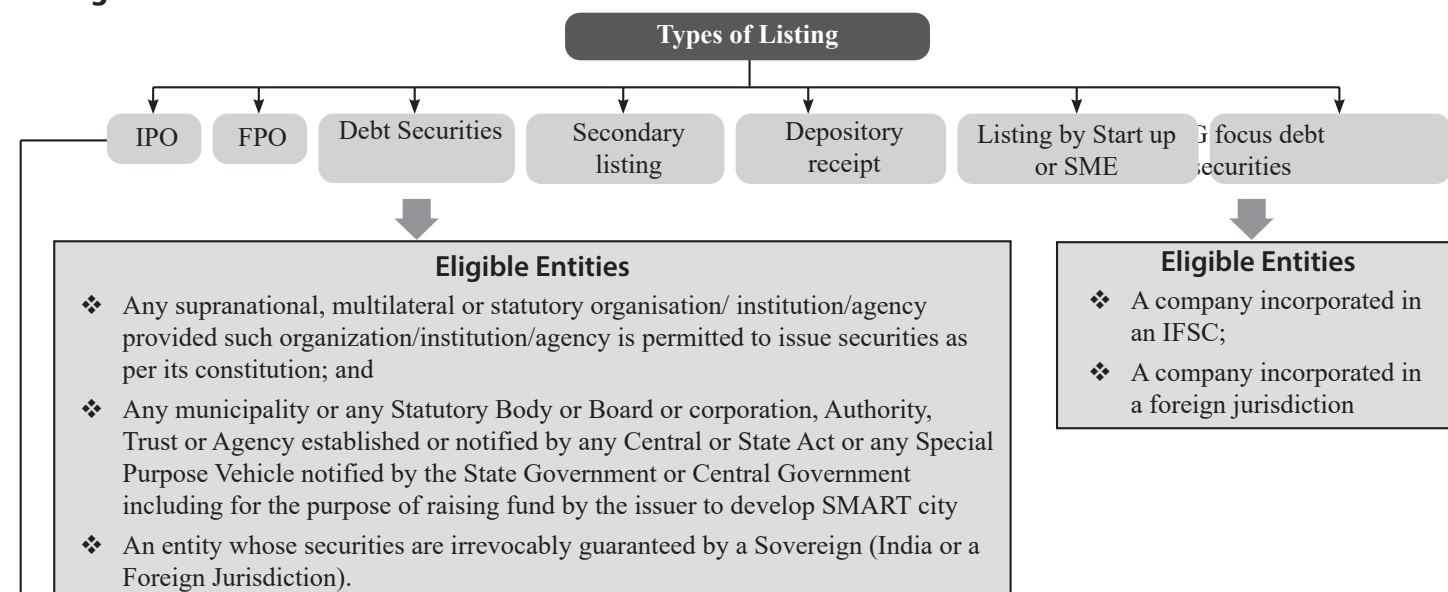 Types of Listing
IPO
FPO
Debt Securities
Secondary
listing
Depository
receipt
Listing by Start up
or SME
G focus debt
securities
Eligible Entities
❖ Any supranational, multilateral or statutory organisation/ institution/agency
provided such organization/institution/agency is permitted to issue securities as
per its constitution; and
❖ Any municipality or any Statutory Body or Board or corporation, Authority,
Trust or Agency established or notified by any Central or State Act or any Special
Purpose Vehicle notified by the State Government or Central Government
including for the purpose of raising fund by the issuer to develop SMART city
❖ An entity whose securities are irrevocably guaranteed by a Sovereign (India or a
Foreign Jurisdiction).
Eligible Entities
❖ A company incorporated in
an IFSC;
❖ A company incorporated in
a foreign jurisdiction